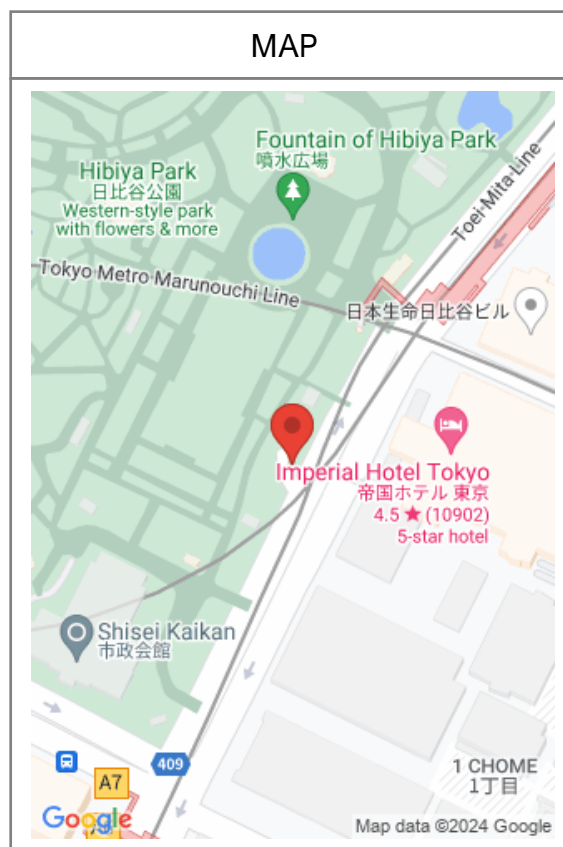 MAP
Fountain of Hibiya Park
噴水広場
Hibiya Park
日比谷公園
Western-style park
with flowers & more
Toei-Mita-Line
Tokyo Metro Marunouchi Line
日本生命日比谷ビル
Imperial Hotel Tokyo
帝国ホテル 東京
4.5 ★ (10902)
5-star hotel
Shisei Kaikan
市政会館
409
A7
1 CHOME
1丁目
Google
Map data ©2024 Google